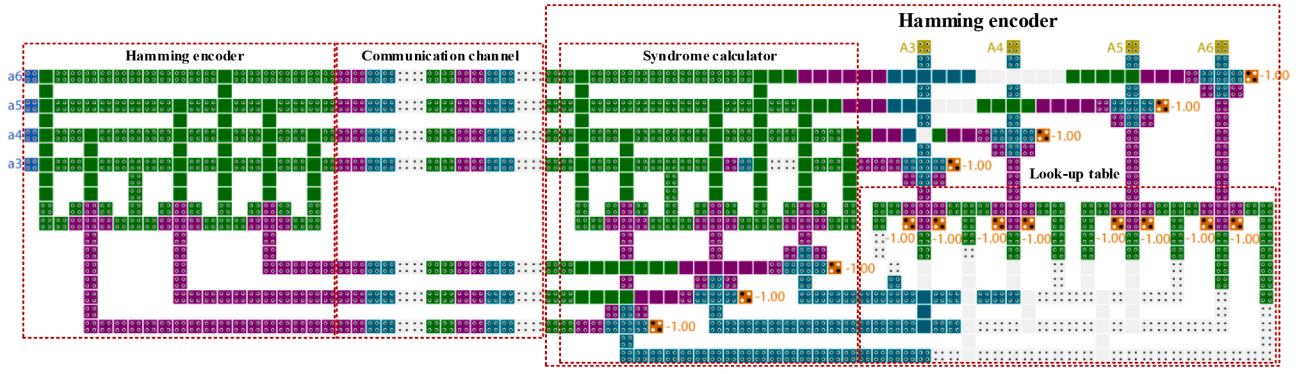 Hamming encoder
Hamming encoder
Communication channel
Syndrome calculator
A3
A4
A5
A6
a6
-1.00
a5
-1.00
a4
-1.00
a3
-1.00
Look-up table
-1.00
-1.00
-1.00
-1.00
-1.00
-1.00
-1.00
-1.00
-1.00
-1.00
-1.00